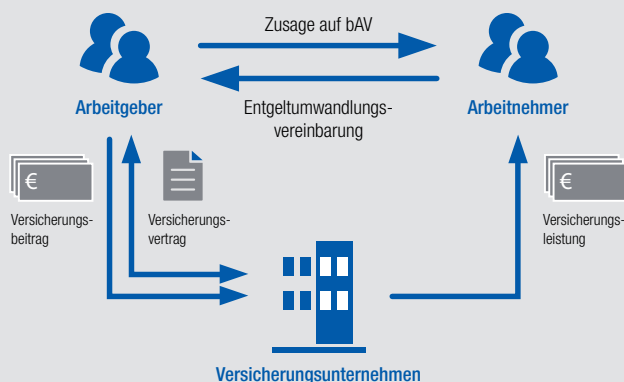 Zusage auf bAV
Arbeitgeber
Entgeltumwandlungs-
vereinbarung
Arbeitnehmer
€
Versicherungs-
beitrag
Versicherungs-
vertrag
€
Versicherungs-
leistung
Versicherungsunternehmen